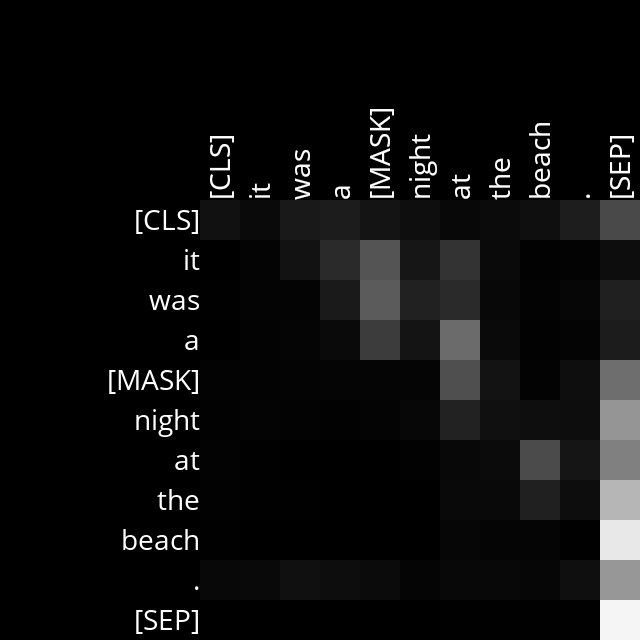 [CLS] it was a [MASK] night at the beach . [SEP]
[CLS]
it
was
a
[MASK]
night
at
the
beach
.
[SEP]